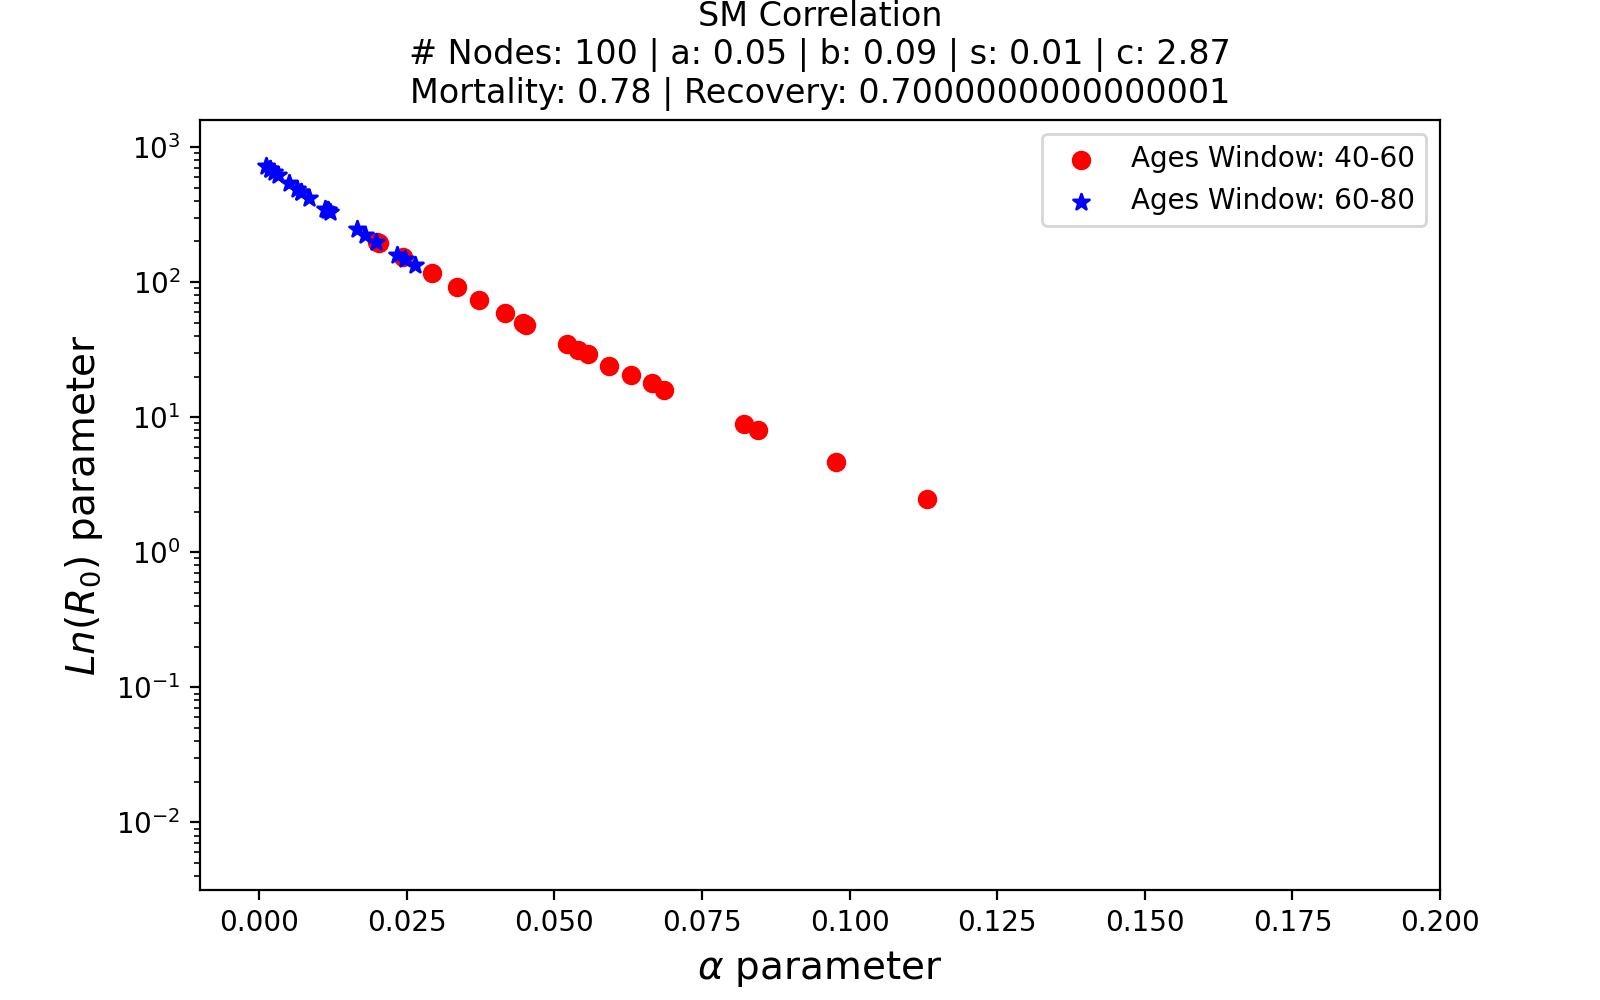 SM Correlation
# Nodes: 100 | a: 0.05 | b: 0.09 | s: 0.01 | c: 2.87
Mortality: 0.78 | Recovery: 0.7000000000000001
Ages Window: 40-60
Ages Window: 60-80
Ln(R₀) parameter
10³
10²
10¹
10⁰
10⁻¹
10⁻²
0.000 0.025 0.050 0.075 0.100 0.125 0.150 0.175 0.200
α parameter